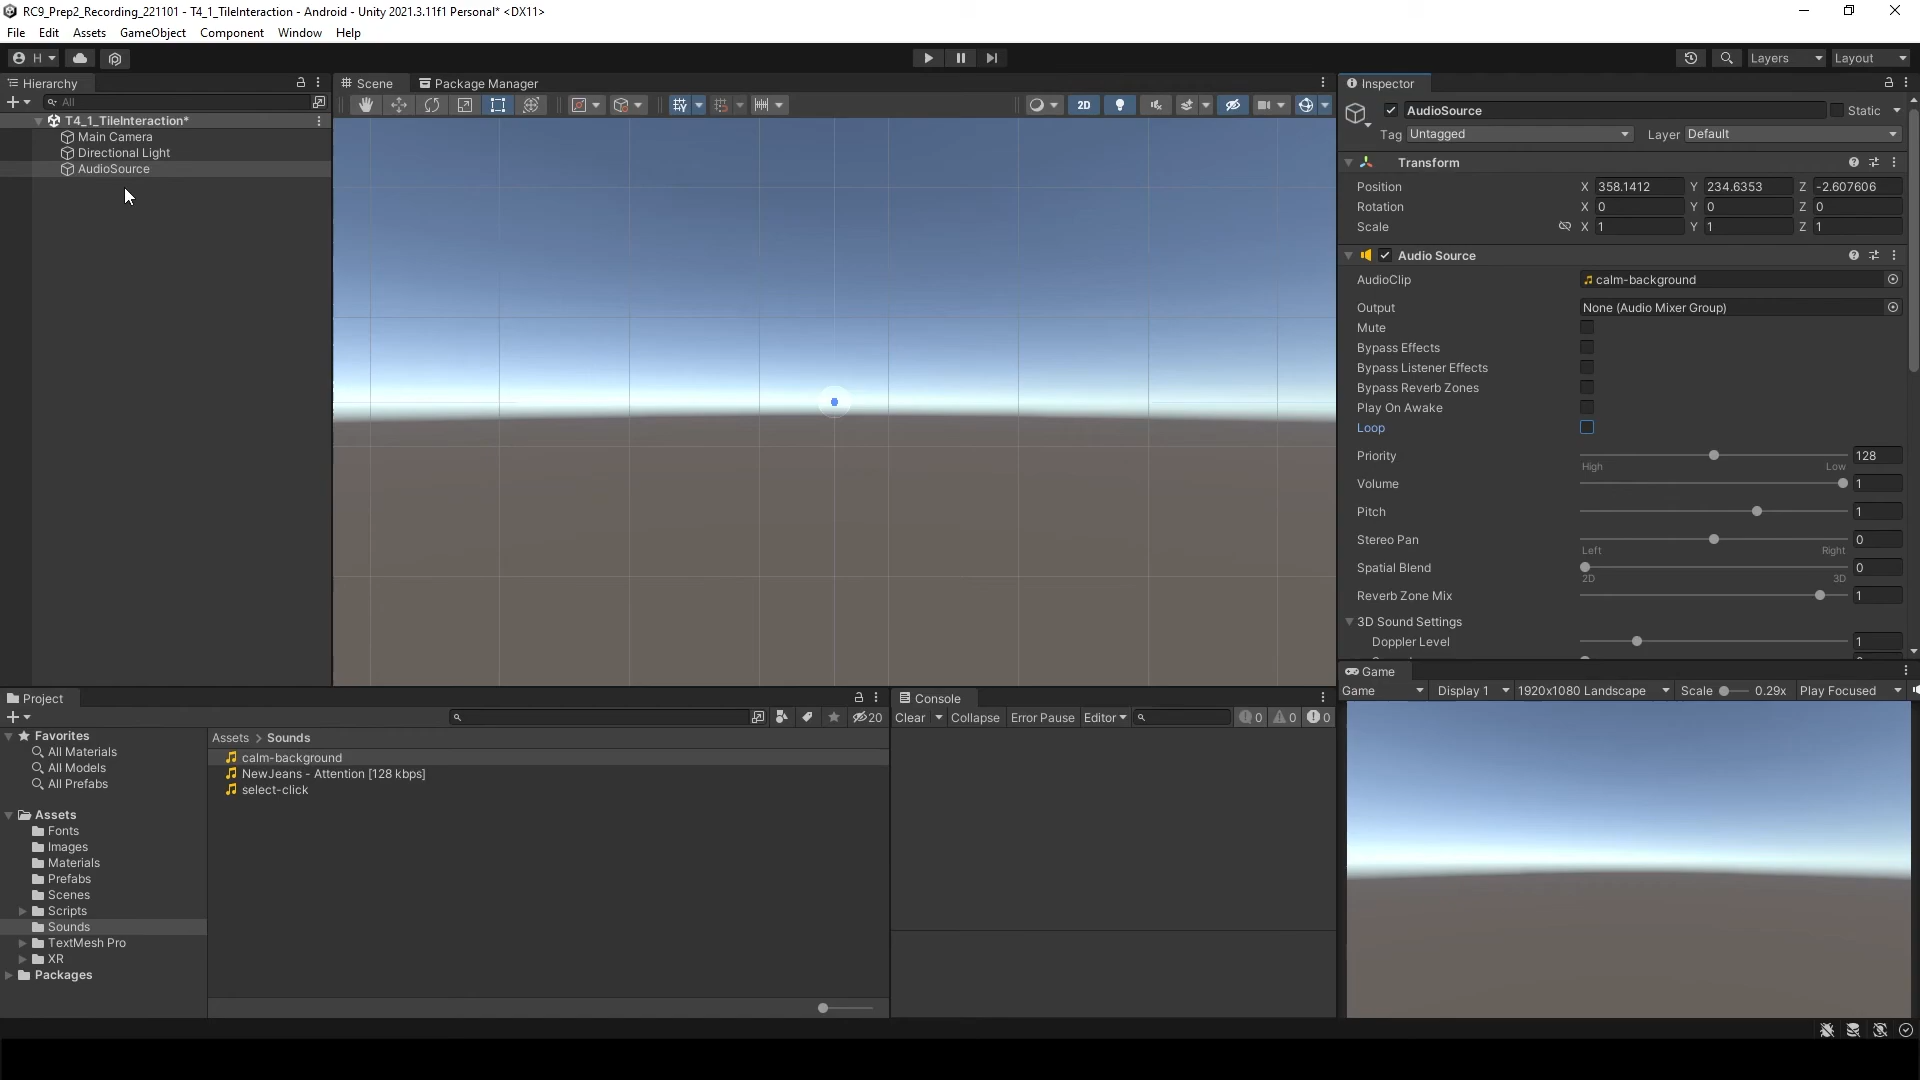 RC9_Prep2_Recording_221101 - T4_1_TileInteraction - Android - Unity 2021.3.11f1 Personal* <DX11>
File Edit Assets GameObject Component Window Help
H
Layers
Layout
Hierarchy
All
T4_1_TileInteraction*
Main Camera
Directional Light
AudioSource
Scene
Package Manager
2D
Inspector
AudioSource
Static
Tag Untagged
Layer Default
Transform
Position X 358.1412 Y 234.6353 Z -2.607606
Rotation X 0 Y 0 Z 0
Scale X 1 Y 1 Z 1
Audio Source
AudioClip calm-background
Output None (Audio Mixer Group)
Mute
Bypass Effects
Bypass Listener Effects
Bypass Reverb Zones
Play On Awake
Loop
Priority 128
High Low
Volume 1
Pitch 1
Stereo Pan 0
Left Right
Spatial Blend 0
2D 3D
Reverb Zone Mix 1
3D Sound Settings
Doppler Level 1
Project
20
Favorites
All Materials
All Models
All Prefabs
Assets
Fonts
Images
Materials
Prefabs
Scenes
Scripts
Sounds
TextMesh Pro
XR
Packages
Assets > Sounds
calm-background
NewJeans - Attention [128 kbps]
select-click
Console
Clear Collapse Error Pause Editor 0 0 0
Game
Game Display 1 1920x1080 Landscape Scale 0.29x Play Focused